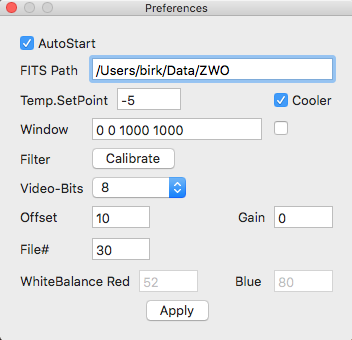 Preferences
AutoStart
FITS Path /Users/birk/Data/ZWO
Temp.SetPoint -5 Cooler
Window 0 0 1000 1000
Filter Calibrate
Video-Bits 8
Offset 10 Gain 0
File# 30
WhiteBalance Red 52 Blue 80
Apply